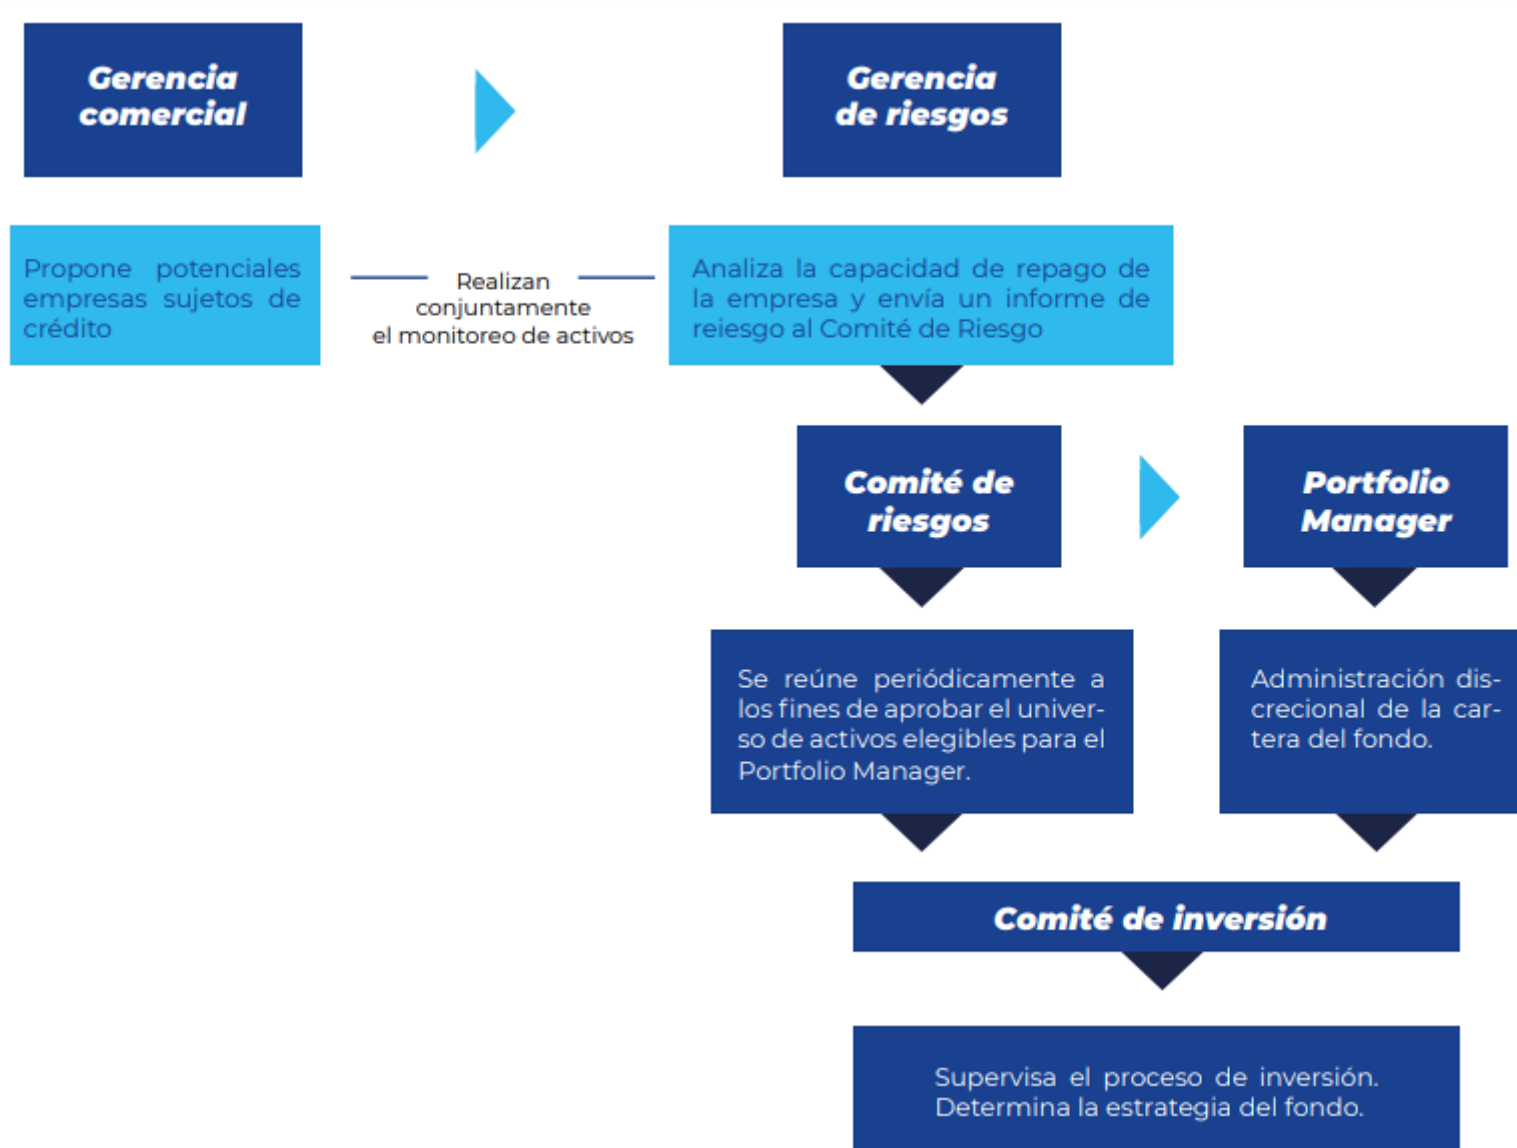 Gerencia
comercial
Gerencia
de riesgos
Propone potenciales
empresas sujetos de
crédito
Realizan
conjuntamente
el monitoreo de activos
Analiza la capacidad de repago de
la empresa y envía un informe de
reiesgo al Comité de Riesgo
Comité de
riesgos
Portfolio
Manager
Se reúne periódicamente a
los fines de aprobar el univer-
so de activos elegibles para el
Portfolio Manager.
Administración dis-
crecional de la car-
tera del fondo.
Comité de inversión
Supervisa el proceso de inversión.
Determina la estrategia del fondo.